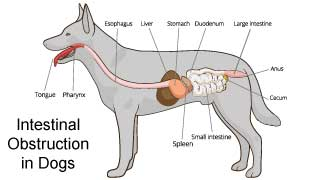 Esophagus
Liver
Stomach
Duodenum
Large intestine
Anus
Cecum
Tongue
Pharynx
Small intestine
Spleen
Intestinal
Obstruction
in Dogs